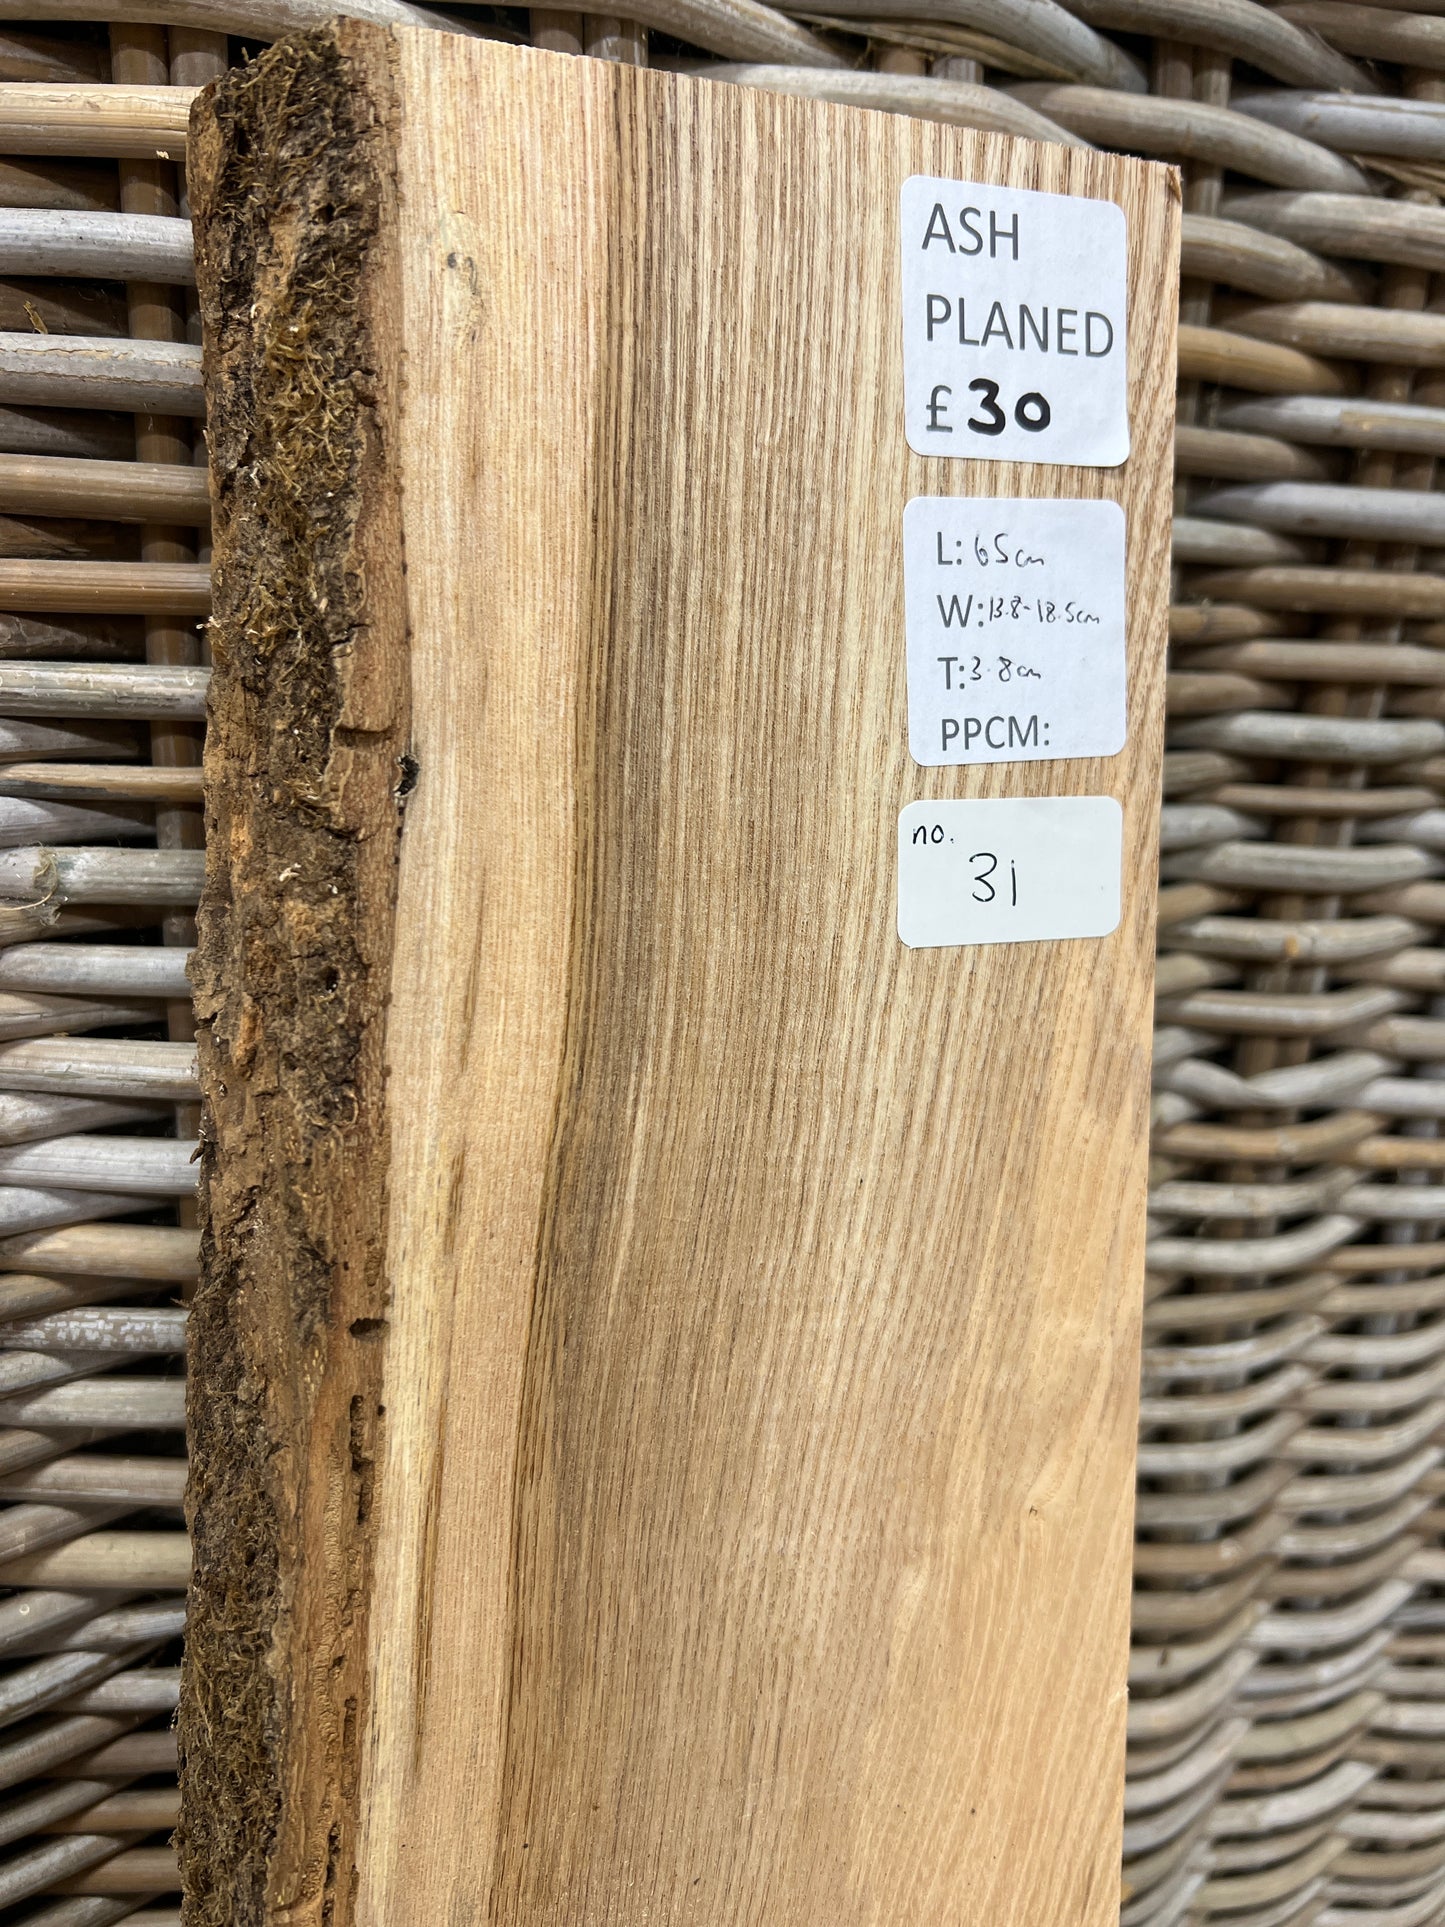 ASH
PLANED
£30
L: 65cm
W: 13.8-18.5cm
T: 3.8cm
PPCM:
no.
31